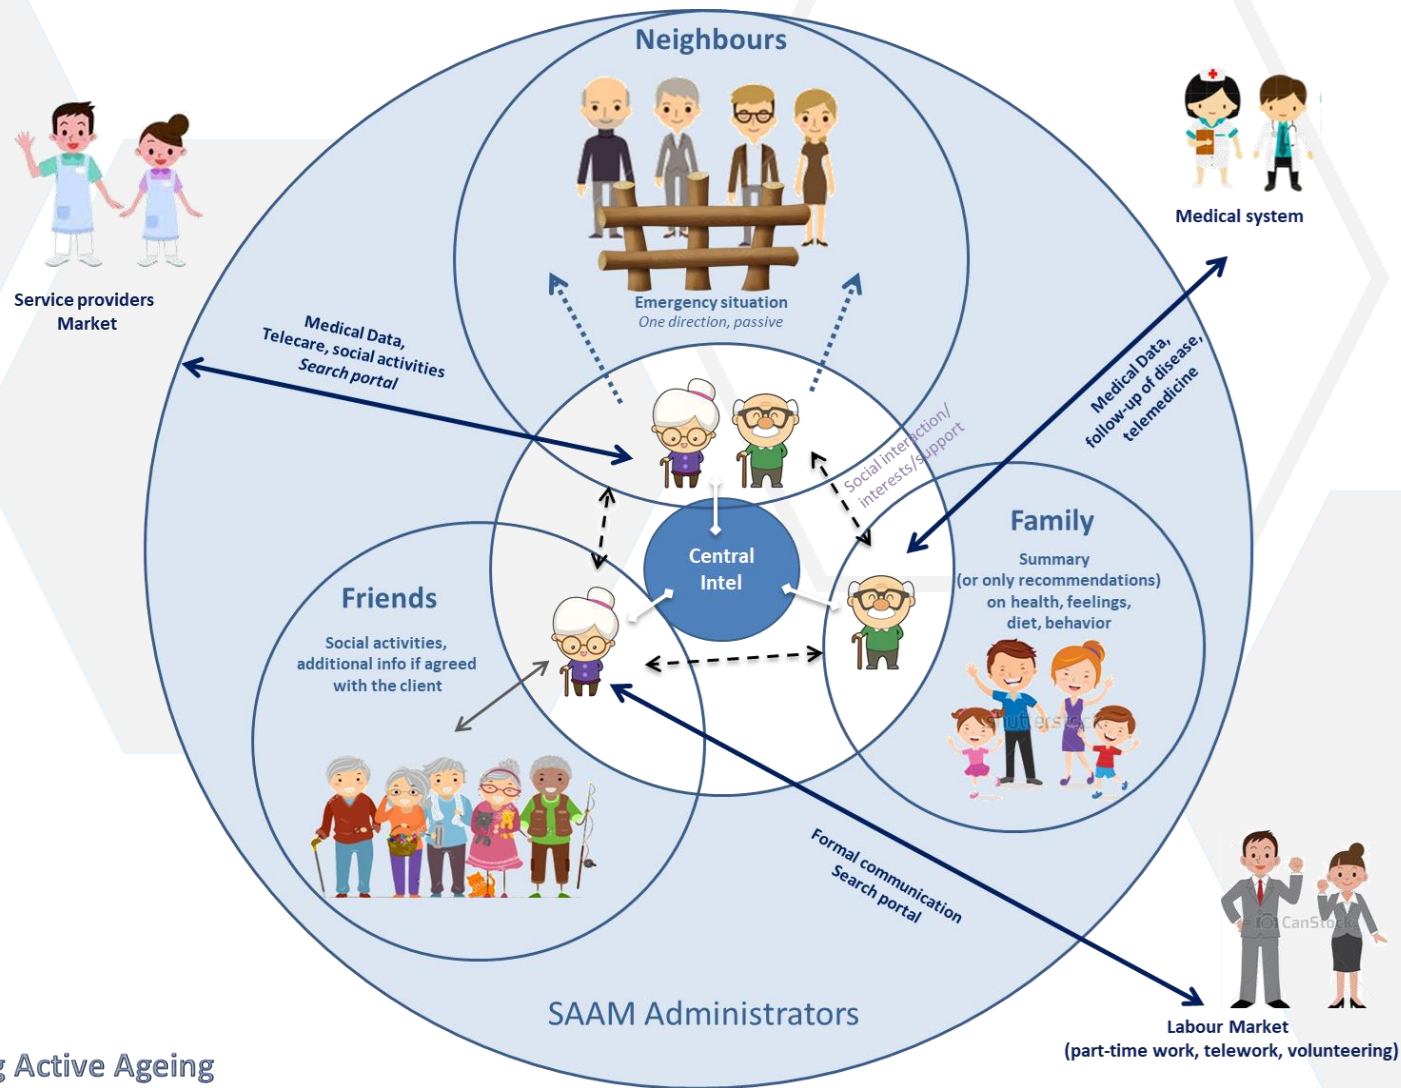 Neighbours
Emergency situation
One direction, passive
Service providers
Market
Medical Data,
Telecare, social activities
Search portal
Medical system
Medical Data,
follow-up of disease,
telemedicine
Social interaction/
interests/support
Central
Intel
Family
Summary
(or only recommendations)
on health, feelings,
diet, behavior
shutterstock
Friends
Social activities,
additional info if agreed
with the client
Formal communication
Search portal
CanStock
SAAM Administrators
Labour Market
(part-time work, telework, volunteering)
g Active Ageing